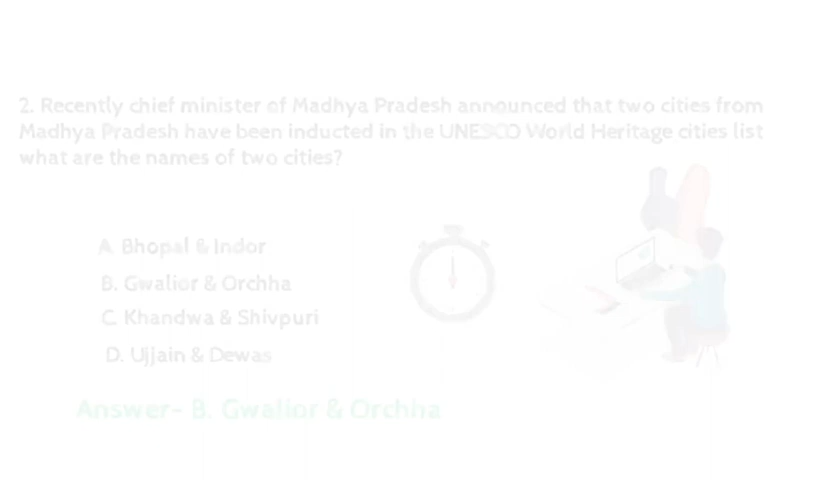 2. Recently chief minister of Madhya Pradesh announced that two cities from
Madhya Pradesh have been inducted in the UNESCO World Heritage cities list
what are the names of two cities?
A. Bhopal & Indor
B. Gwalior & Orchha
C. Khandwa & Shivpuri
D. Ujjain & Dewas
Answer- B. Gwalior & Orchha